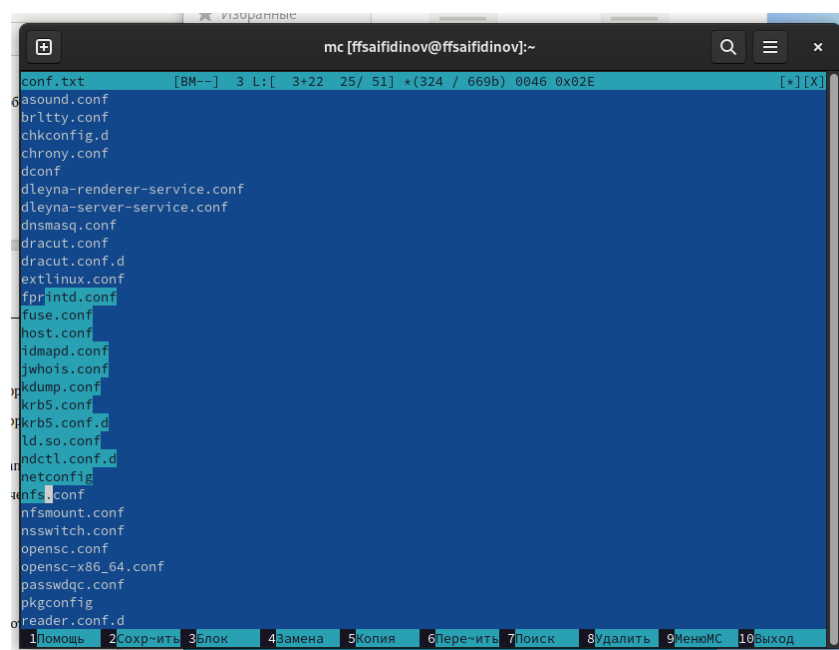 Избранные
mc [ffsaifidinov@ffsaifidinov]:~
conf.txt [BM--] 3 L:[ 3+22 25/ 51] *(324 / 669b) 0046 0x02E [*][X]
asound.conf
brltty.conf
chkconfig.d
chrony.conf
dconf
dleyna-renderer-service.conf
dleyna-server-service.conf
dnsmasq.conf
dracut.conf
dracut.conf.d
extlinux.conf
fprintd.conf
fuse.conf
host.conf
idmapd.conf
jwhois.conf
kdump.conf
krb5.conf
krb5.conf.d
ld.so.conf
ndctl.conf.d
netconfig
nfs.conf
nfsmount.conf
nsswitch.conf
opensc.conf
opensc-x86_64.conf
passwdqc.conf
pkgconfig
reader.conf.d
1Помощь 2Сохр~ить 3Блок 4Замена 5Копия 6Пере~ить 7Поиск 8Удалить 9МенюMC 10Выход